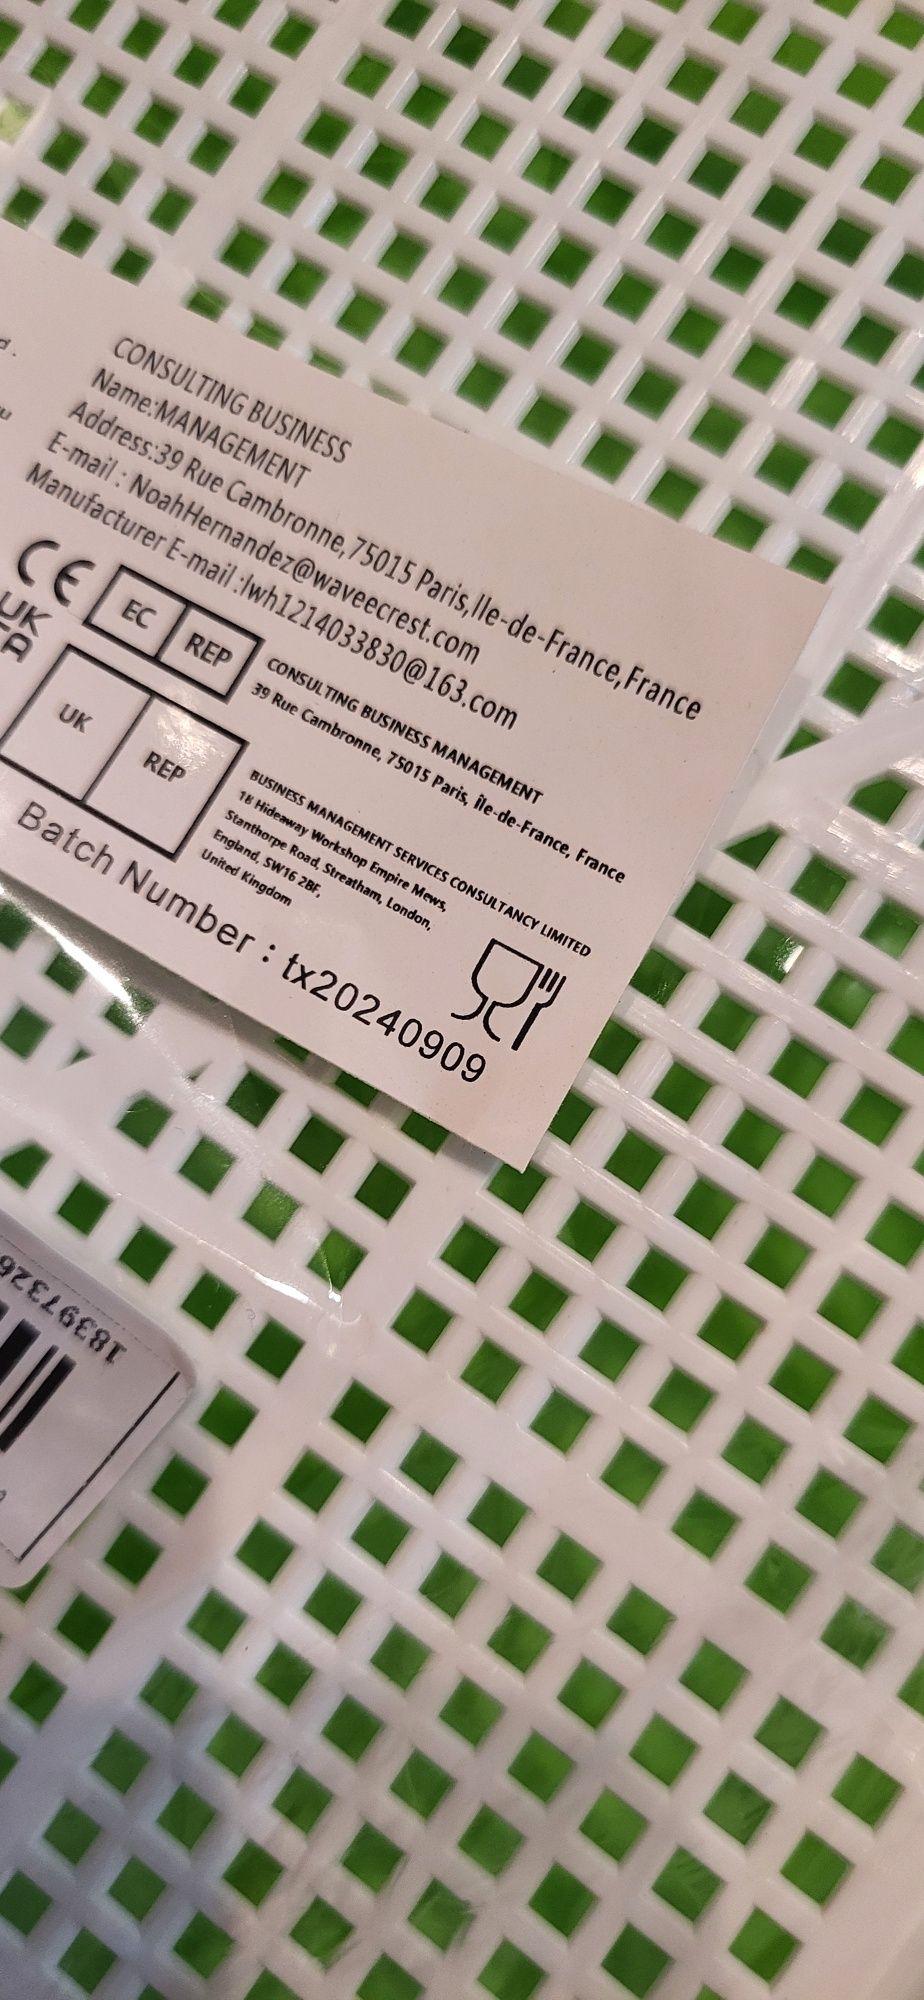 d.
CONSULTING BUSINESS
Name:MANAGEMENT
Address:39 Rue Cambronne,75015 Paris,Ile-de-France,France
E-mail : NoahHernandez@waveecrest.com
Manufacturer E-mail :lwh1214033830@163.com
CE
EC REP
CONSULTING BUSINESS MANAGEMENT
39 Rue Cambronne, 75015 Paris, Île-de-France, France
UK
CA
UK REP
BUSINESS MANAGEMENT SERVICES CONSULTANCY LIMITED
18 Hideaway Workshop Empire Mews,
Stanthorpe Road, Streatham, London,
England, SW16 2BF,
United Kingdom
Batch Number : tx20240909
18397326